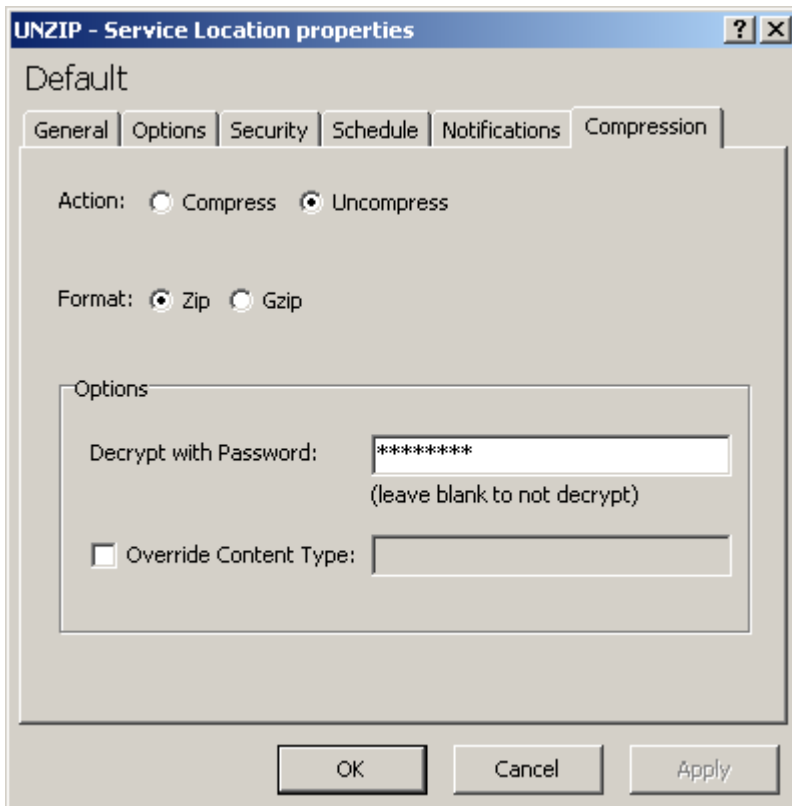 UNZIP - Service Location properties
Default
General Options Security Schedule Notifications Compression
Action: Compress Uncompress
Format: Zip Gzip
Options
Decrypt with Password: ********
(leave blank to not decrypt)
Override Content Type:
OK Cancel Apply